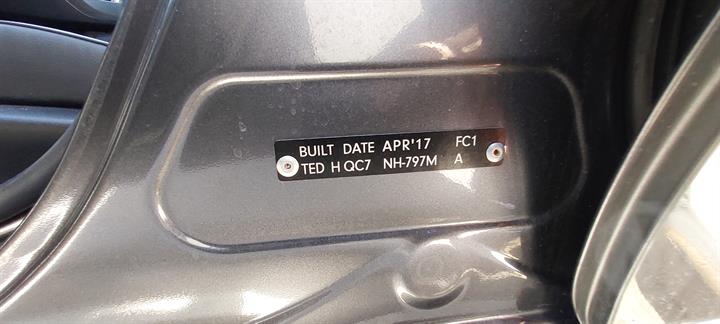 BUILT DATE APR'17 FC1
TED H QC7 NH-797M A